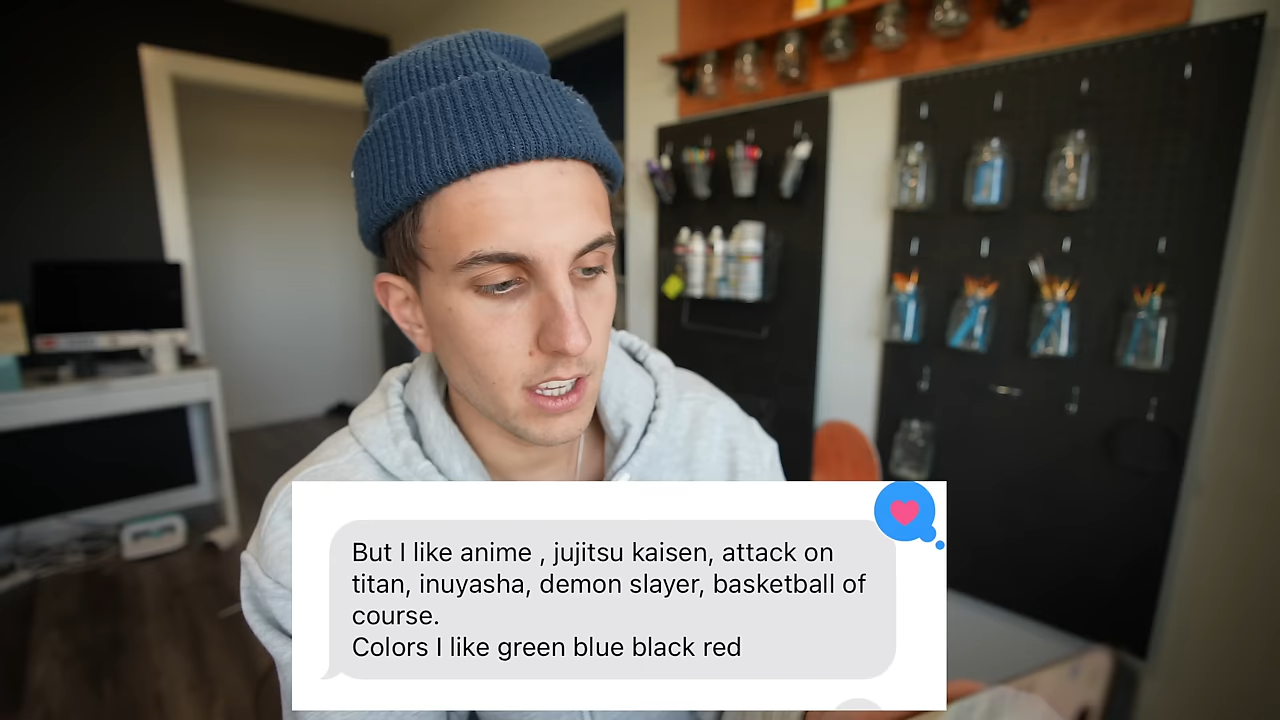 But I like anime , jujitsu kaisen, attack on
titan, inuyasha, demon slayer, basketball of
course.
Colors I like green blue black red